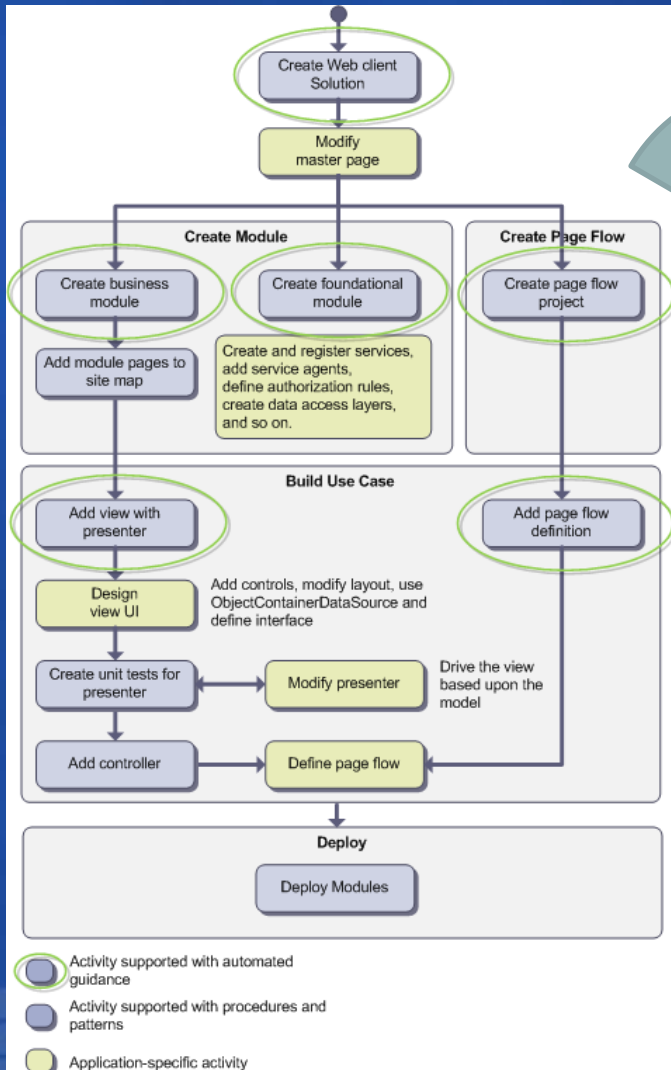 Create Web client
Solution
Modify
master page
Create Module
Create Page Flow
Create business
module
Create foundational
module
Create page flow
project
Add module pages to
site map
Create and register services,
add service agents,
define authorization rules,
create data access layers,
and so on.
Build Use Case
Add view with
presenter
Add page flow
definition
Design
view UI
Add controls, modify layout, use
ObjectContainerDataSource and
define interface
Create unit tests for
presenter
Modify presenter
Drive the view
based upon the
model
Add controller
Define page flow
Deploy
Deploy Modules
Activity supported with automated
guidance
Activity supported with procedures and
patterns
Application-specific activity